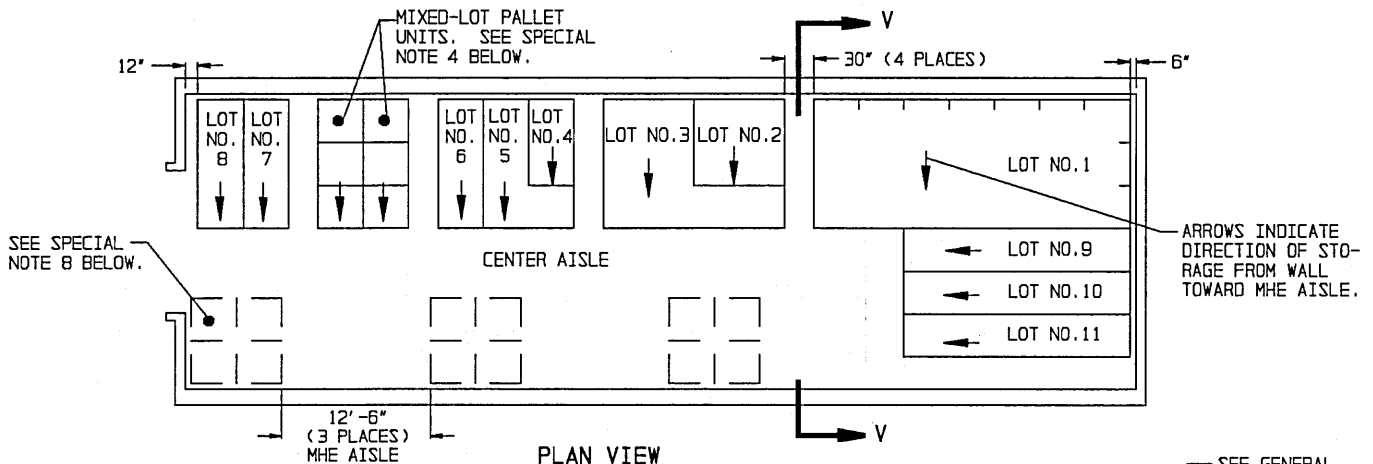 MIXED-LOT PALLET
UNITS. SEE SPECIAL
NOTE 4 BELOW.
V
12"
30" (4 PLACES)
6"
LOT
NO.
8
LOT
NO.
7
LOT
NO.
6
LOT
NO.
5
LOT
NO.4
LOT NO.3
LOT NO.2
LOT NO.1
ARROWS INDICATE
DIRECTION OF STO-
RAGE FROM WALL
TOWARD MHE AISLE.
SEE SPECIAL
NOTE 8 BELOW.
CENTER AISLE
LOT NO.9
LOT NO.10
LOT NO.11
12'-6"
(3 PLACES)
MHE AISLE
V
PLAN VIEW
SEE GENERAL